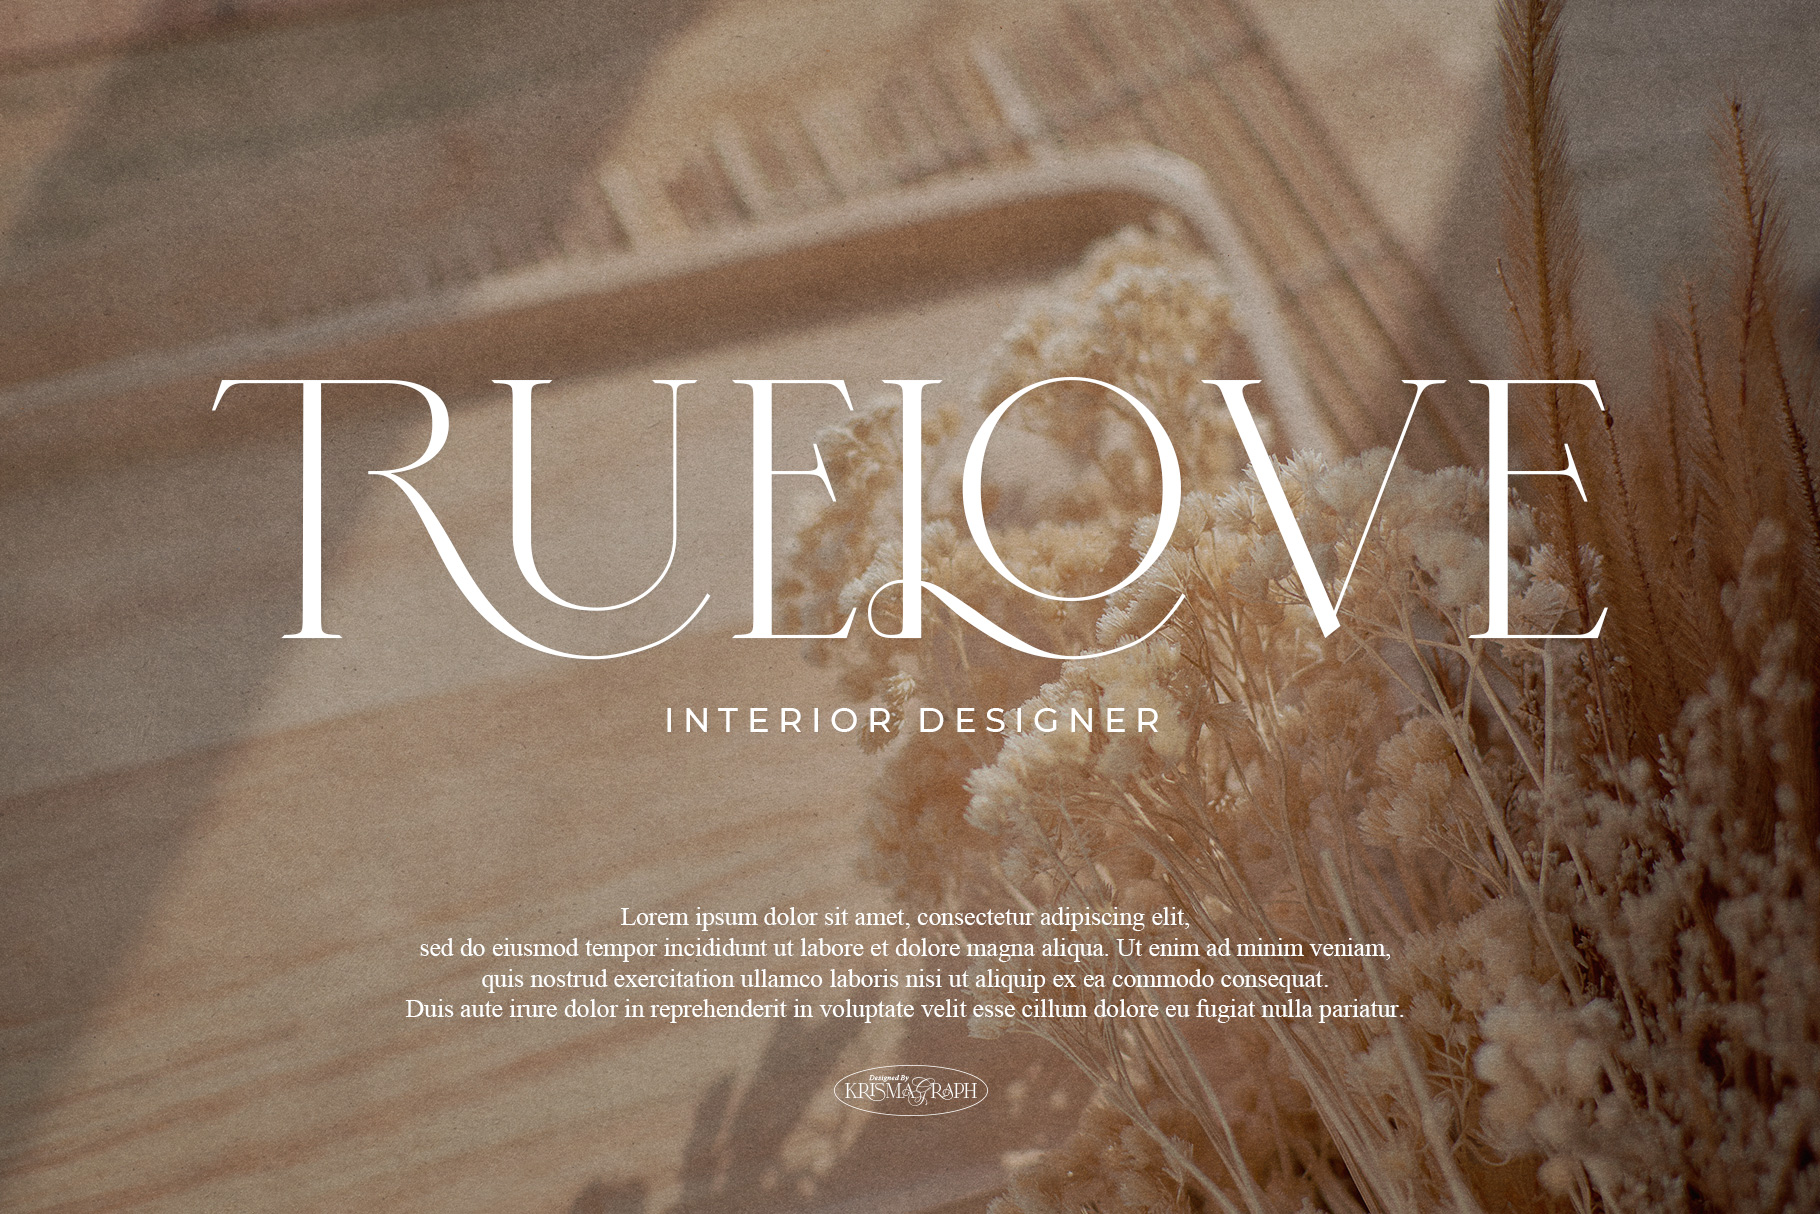 TRUELOVE
INTERIOR DESIGNER
Lorem ipsum dolor sit amet, consectetur adipiscing elit,
sed do eiusmod tempor incididunt ut labore et dolore magna aliqua. Ut enim ad minim veniam,
quis nostrud exercitation ullamco laboris nisi ut aliquip ex ea commodo consequat.
Duis aute irure dolor in reprehenderit in voluptate velit esse cillum dolore eu fugiat nulla pariatur.
Designed By
KRISMAGRAPH